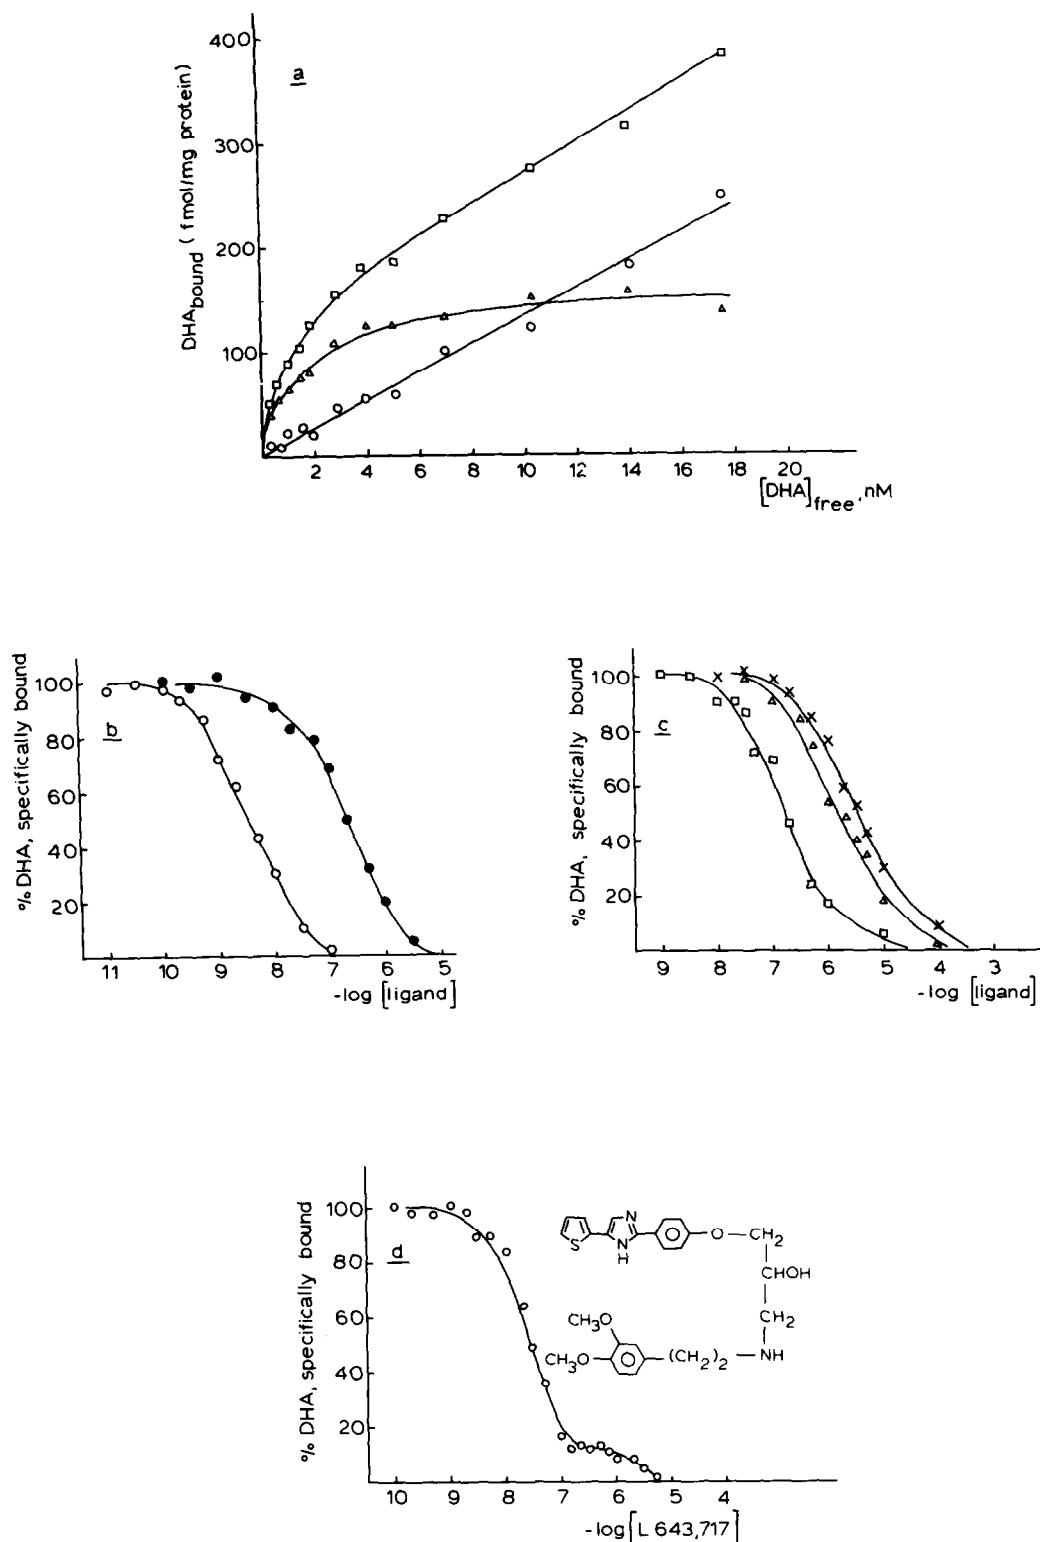 a
DHAbound (fmol/mg protein)
400
300
200
100
2 4 6 8 10 12 14 16 18 20
[DHA]free, nM
b
% DHA, specifically bound
100
80
60
40
20
11 10 9 8 7 6 5
-log [ligand]
c
% DHA, specifically bound
100
80
60
40
20
9 8 7 6 5 4 3
-log [ligand]
d
% DHA, specifically bound
100
80
60
40
20
10 9 8 7 6 5 4
-log [L 643,717]
N
S
N
H
O
CH2
CHOH
CH2
CH3O
CH3O
(CH2)2
NH